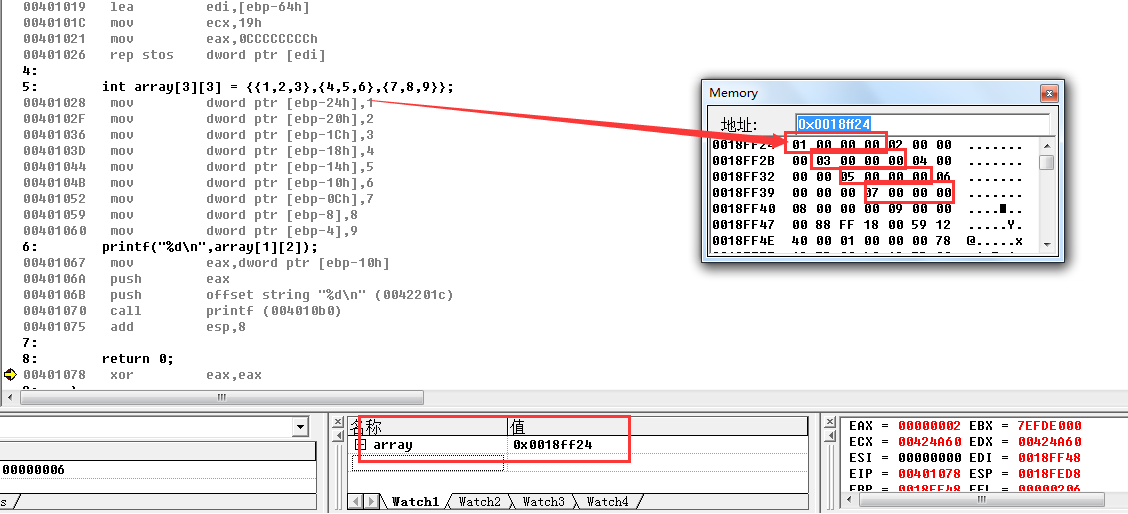 00401019 lea edi,[ebp-64h]
0040101C mov ecx,19h
00401021 mov eax,0CCCCCCCCh
00401026 rep stos dword ptr [edi]
4:
5: int array[3][3] = {{1,2,3},{4,5,6},{7,8,9}};
00401028 mov dword ptr [ebp-24h],1
0040102F mov dword ptr [ebp-20h],2
00401036 mov dword ptr [ebp-1Ch],3
0040103D mov dword ptr [ebp-18h],4
00401044 mov dword ptr [ebp-14h],5
0040104B mov dword ptr [ebp-10h],6
00401052 mov dword ptr [ebp-0Ch],7
00401059 mov dword ptr [ebp-8],8
00401060 mov dword ptr [ebp-4],9
6: printf("%d\n",array[1][2]);
00401067 mov eax,dword ptr [ebp-10h]
0040106A push eax
0040106B push offset string "%d\n" (0042201c)
00401070 call printf (004010b0)
00401075 add esp,8
7:
8: return 0;
00401078 xor eax,eax
Memory
地址: 0x0018ff24
0018FF24 01 00 00 00 02 00 00 .......
0018FF2B 00 03 00 00 00 04 00 .......
0018FF32 00 00 05 00 00 00 06 .......
0018FF39 00 00 00 07 00 00 00 .......
0018FF40 08 00 00 00 09 00 00 .......
0018FF47 00 88 FF 18 00 59 12 .....Y.
0018FF4E 40 00 01 00 00 00 78 @.....x
00000006
名称 值
array 0x0018ff24
Watch1 Watch2 Watch3 Watch4
EAX = 00000002 EBX = 7EFDE000
ECX = 00424A60 EDX = 00424A60
ESI = 00000000 EDI = 0018FF48
EIP = 00401078 ESP = 0018FED8
EBP = 0018FF48 EFL = 00000206